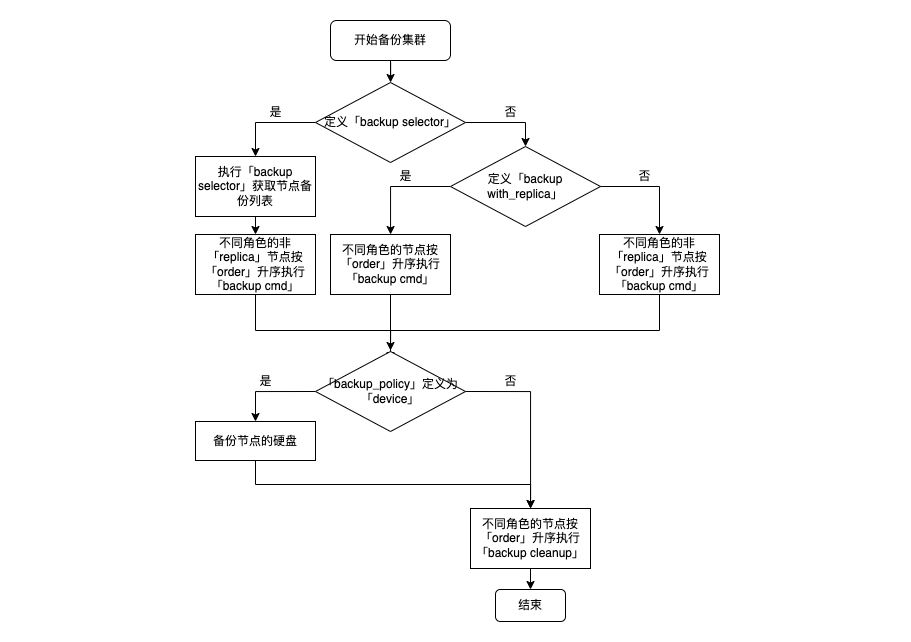 开始备份集群
是
定义「backup selector」
否
执行「backup
selector」获取节点备
份列表
是
定义「backup
with_replica」
否
不同角色的非
「replica」节点按
「order」升序执行
「backup cmd」
不同角色的节点按
「order」升序执行
「backup cmd」
不同角色的非
「replica」节点按
「order」升序执行
「backup cmd」
是
「backup_policy」定义为
「device」
否
备份节点的硬盘
不同角色的节点按
「order」升序执行
「backup cleanup」
结束